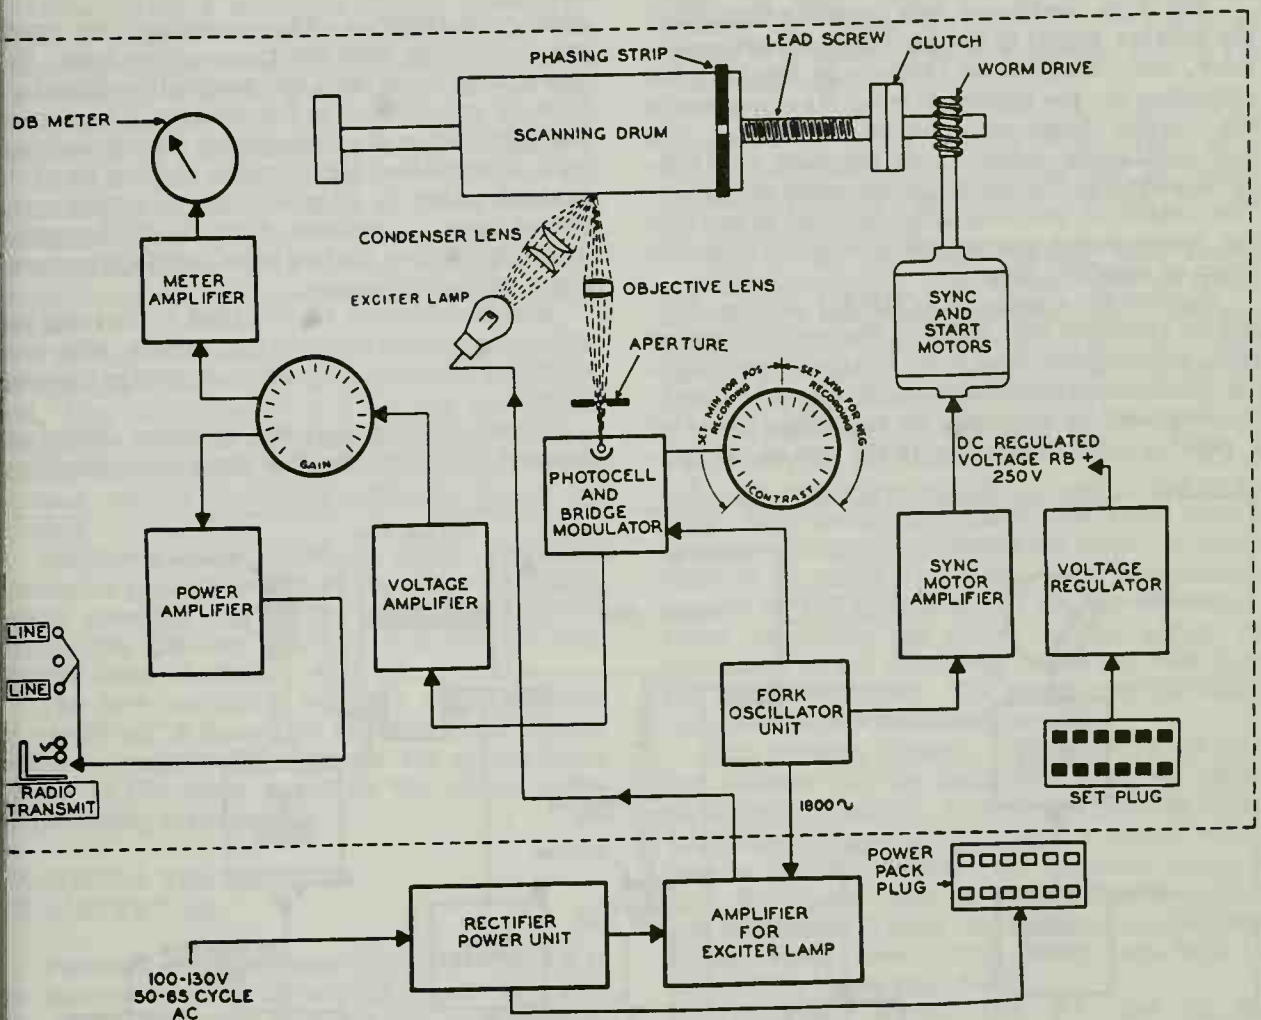 PHASING STRIP
LEAD SCREW
CLUTCH
WORM DRIVE
DB METER
SCANNING DRUM
CONDENSER LENS
METER
AMPLIFIER
EXCITER LAMP
OBJECTIVE LENS
SYNC
AND
START
MOTORS
APERTURE
SET MIN FOR POS
RECORDING
SET MIN FOR NEG
RECORDING
GAIN
CONTRAST
DC REGULATED
VOLTAGE RB +
250V
PHOTOCELL
AND
BRIDGE
MODULATOR
POWER
AMPLIFIER
VOLTAGE
AMPLIFIER
SYNC
MOTOR
AMPLIFIER
VOLTAGE
REGULATOR
LINE
LINE
FORK
OSCILLATOR
UNIT
RADIO
TRANSMIT
1800~
SET PLUG
POWER
PACK
PLUG
RECTIFIER
POWER UNIT
AMPLIFIER
FOR
EXCITER LAMP
100-130V
50-65 CYCLE
AC